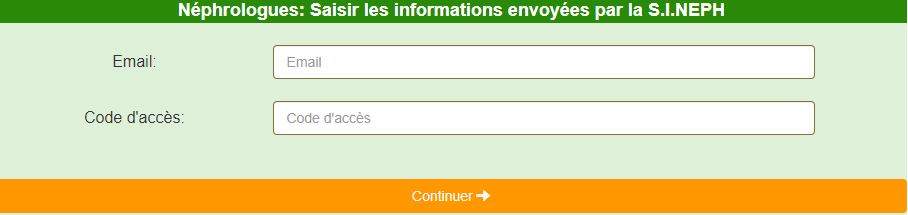 Néphrologues: Saisir les informations envoyées par la S.I.NEPH
Email:
Email
Code d'accès:
Code d'accès
Continuer